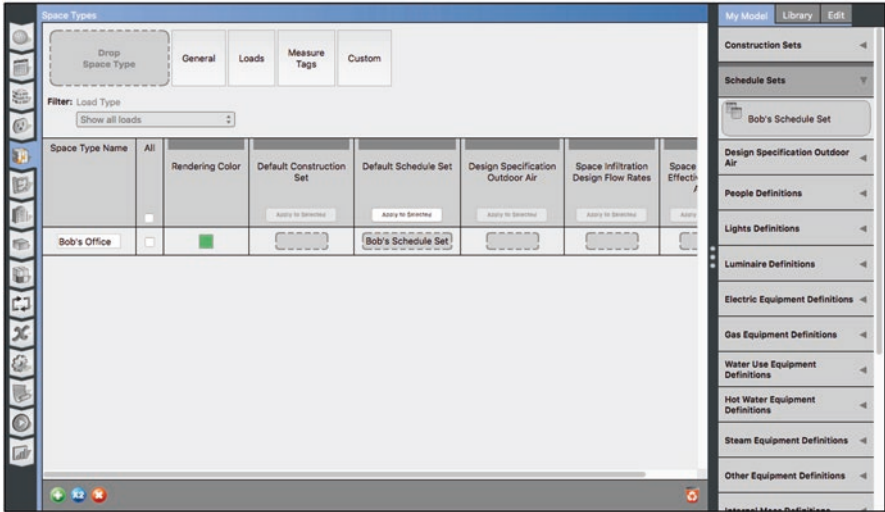 Space Types
My Model Library Edit
Drop
Space Type
General
Loads
Measure
Tags
Custom
Filter: Load Type
Show all loads
Space Type Name
All
Rendering Color
Default Construction
Set
Apply to Selected
Default Schedule Set
Apply to Selected
Design Specification
Outdoor Air
Apply to Selected
Space Infiltration
Design Flow Rates
Apply to Selected
Space
Bob's Office
Bob's Schedule Set
x2
Construction Sets
Schedule Sets
Bob's Schedule Set
Design Specification Outdoor
Air
People Definitions
Lights Definitions
Luminaire Definitions
Electric Equipment Definitions
Gas Equipment Definitions
Water Use Equipment
Definitions
Hot Water Equipment
Definitions
Steam Equipment Definitions
Other Equipment Definitions
Internal Mass Definitions